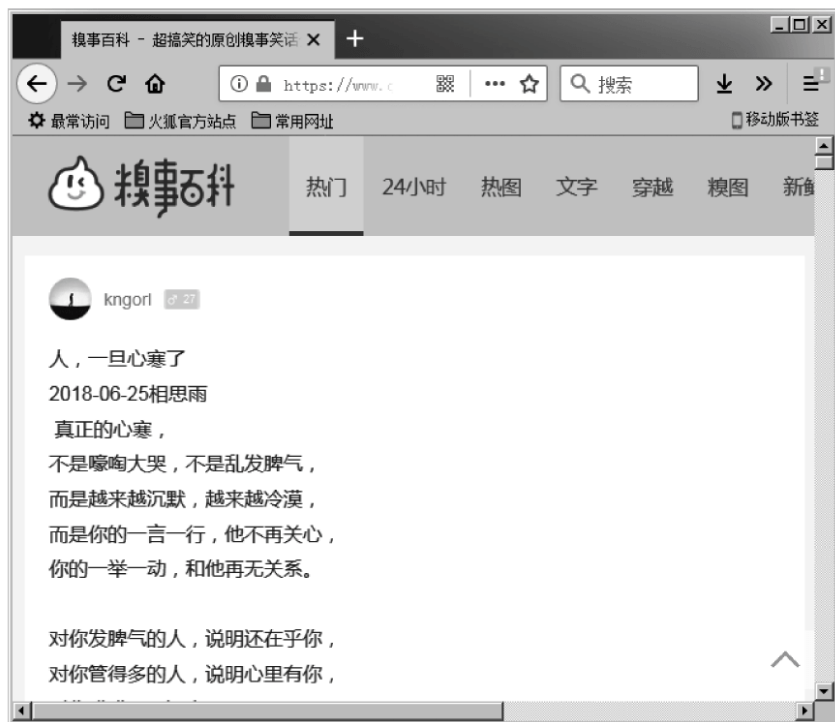 糗事百科 - 超搞笑的原创糗事笑话
https://www.
搜索
最常访问 火狐官方站点 常用网址 移动版书签
糗事百科 热门 24小时 热图 文字 穿越 糗图 新鲜
kngorl ♂ 27
人，一旦心寒了
2018-06-25相思雨
真正的心寒，
不是嚎啕大哭，不是乱发脾气，
而是越来越沉默，越来越冷漠，
而是你的一言一行，他不再关心，
你的一举一动，和他再无关系。
对你发脾气的人，说明还在乎你，
对你管得多的人，说明心里有你，